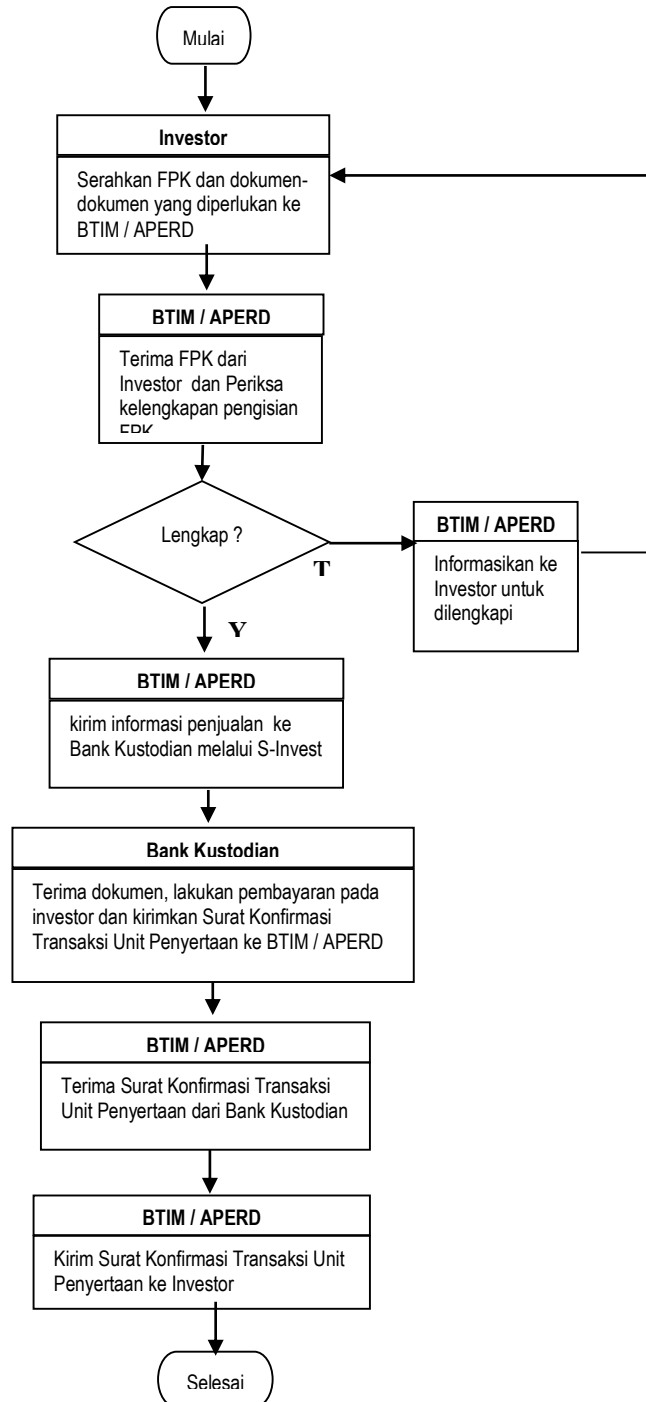 Mulai
Investor
Serahkan FPK dan dokumen-
dokumen yang diperlukan ke
BTIM / APERD
BTIM / APERD
Terima FPK dari
Investor dan Periksa
kelengkapan pengisian
FPK
Lengkap ?
T
Y
BTIM / APERD
Informasikan ke
Investor untuk
dilengkapi
BTIM / APERD
kirim informasi penjualan ke
Bank Kustodian melalui S-Invest
Bank Kustodian
Terima dokumen, lakukan pembayaran pada
investor dan kirimkan Surat Konfirmasi
Transaksi Unit Penyertaan ke BTIM / APERD
BTIM / APERD
Terima Surat Konfirmasi Transaksi
Unit Penyertaan dari Bank Kustodian
BTIM / APERD
Kirim Surat Konfirmasi Transaksi Unit
Penyertaan ke Investor
Selesai